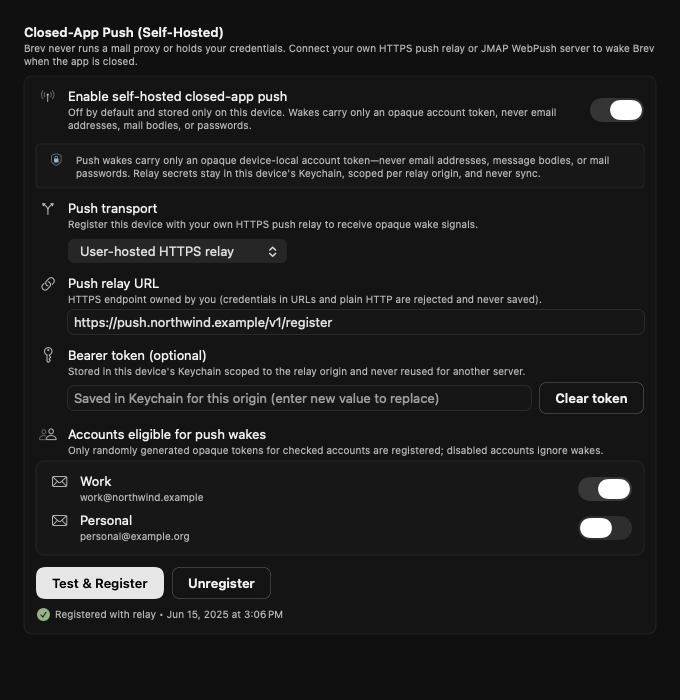 Closed-App Push (Self-Hosted)
Brev never runs a mail proxy or holds your credentials. Connect your own HTTPS push relay or JMAP WebPush server to wake Brev
when the app is closed.
Enable self-hosted closed-app push
Off by default and stored only on this device. Wakes carry only an opaque account token, never email
addresses, mail bodies, or passwords.
Push wakes carry only an opaque device-local account token—never email addresses, message bodies, or mail
passwords. Relay secrets stay in this device's Keychain, scoped per relay origin, and never sync.
Push transport
Register this device with your own HTTPS push relay to receive opaque wake signals.
User-hosted HTTPS relay
Push relay URL
HTTPS endpoint owned by you (credentials in URLs and plain HTTP are rejected and never saved).
https://push.northwind.example/v1/register
Bearer token (optional)
Stored in this device's Keychain scoped to the relay origin and never reused for another server.
Saved in Keychain for this origin (enter new value to replace)
Clear token
Accounts eligible for push wakes
Only randomly generated opaque tokens for checked accounts are registered; disabled accounts ignore wakes.
Work
work@northwind.example
Personal
personal@example.org
Test & Register
Unregister
Registered with relay • Jun 15, 2025 at 3:06 PM